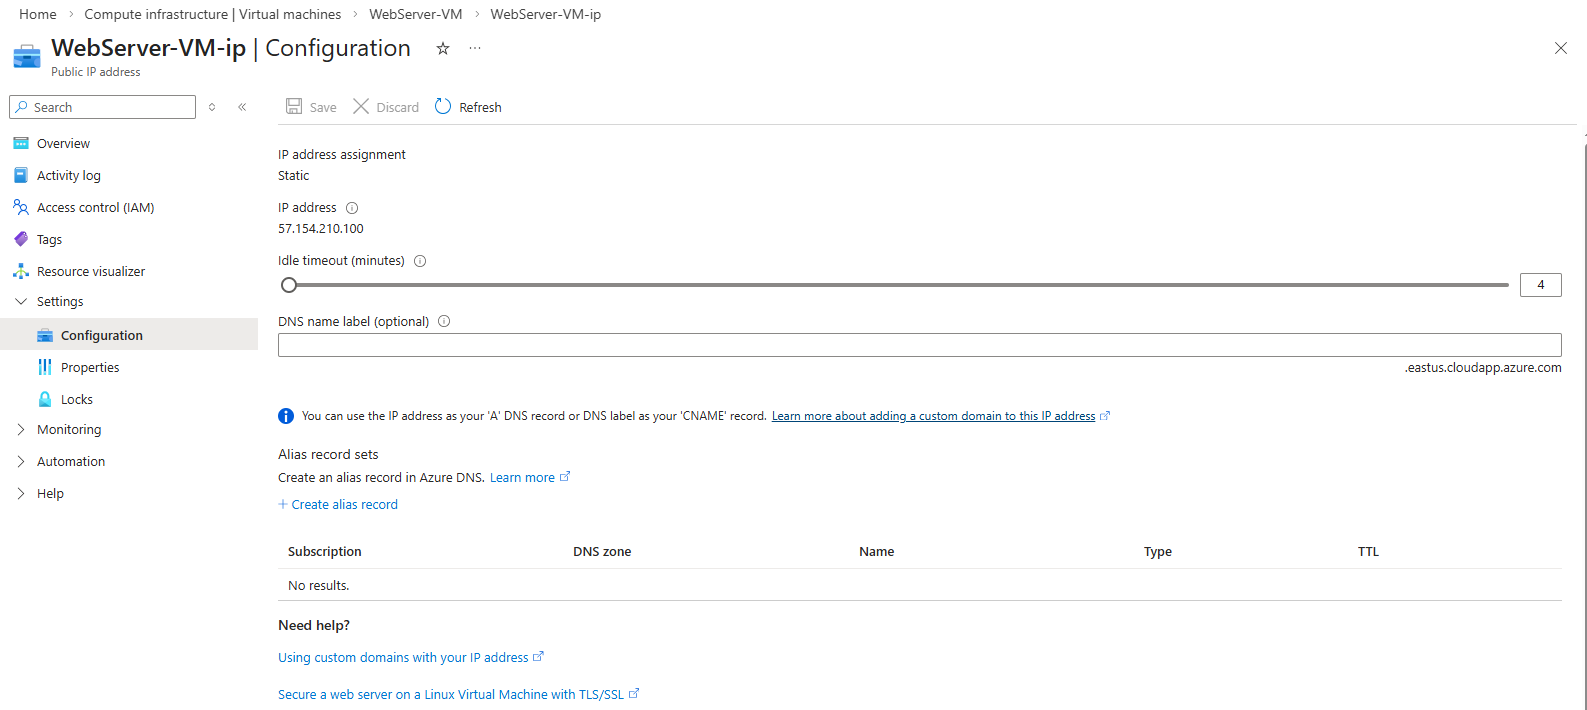 Home > Compute infrastructure | Virtual machines > WebServer-VM > WebServer-VM-ip
WebServer-VM-ip | Configuration
Public IP address
Search
Save Discard Refresh
Overview
Activity log
Access control (IAM)
Tags
Resource visualizer
Settings
Configuration
Properties
Locks
Monitoring
Automation
Help
IP address assignment
Static
IP address
57.154.210.100
Idle timeout (minutes)
4
DNS name label (optional)
.eastus.cloudapp.azure.com
You can use the IP address as your 'A' DNS record or DNS label as your 'CNAME' record. Learn more about adding a custom domain to this IP address
Alias record sets
Create an alias record in Azure DNS. Learn more
+ Create alias record
Subscription DNS zone Name Type TTL
No results.
Need help?
Using custom domains with your IP address
Secure a web server on a Linux Virtual Machine with TLS/SSL